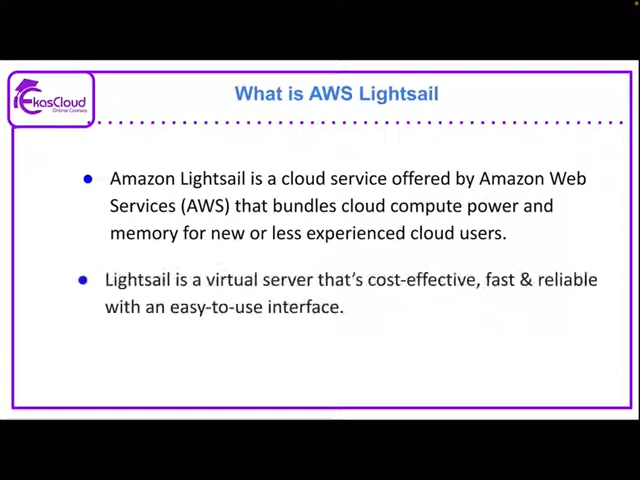 EkasCloud
Online Courses
What is AWS Lightsail
Amazon Lightsail is a cloud service offered by Amazon Web
Services (AWS) that bundles cloud compute power and
memory for new or less experienced cloud users.
Lightsail is a virtual server that's cost-effective, fast & reliable
with an easy-to-use interface.